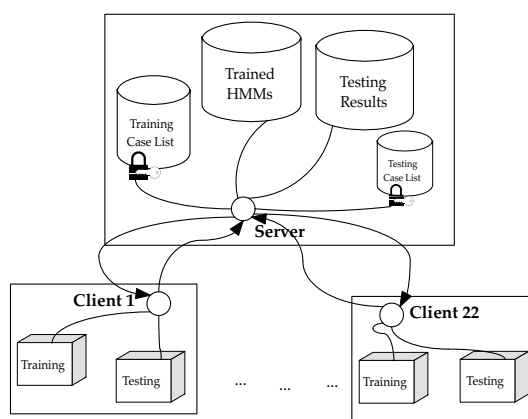 Trained
HMMs
Testing
Results
Training
Case List
Testing
Case List
Server
Client 1
Client 22
Training
Testing
... ... ...
Training
Testing